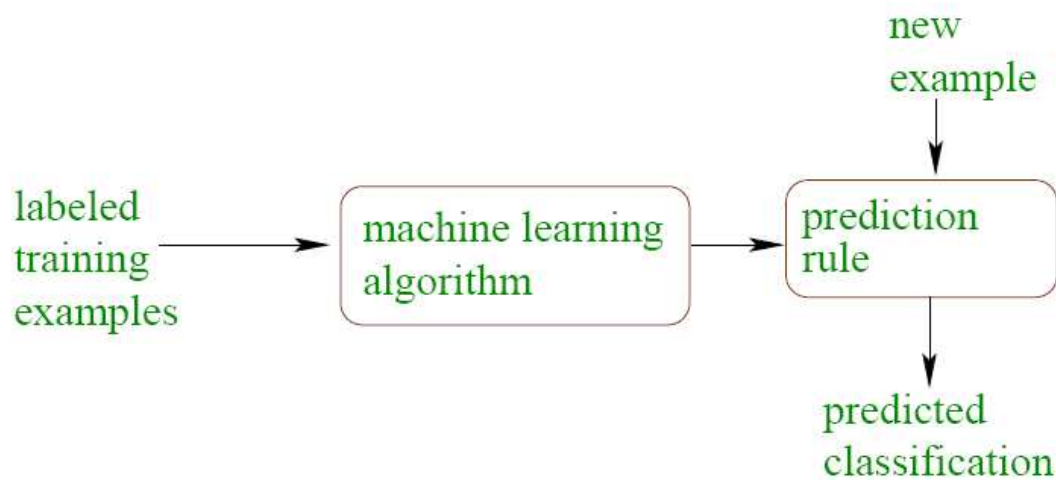 labeled
training
examples
machine learning
algorithm
new
example
prediction
rule
predicted
classification